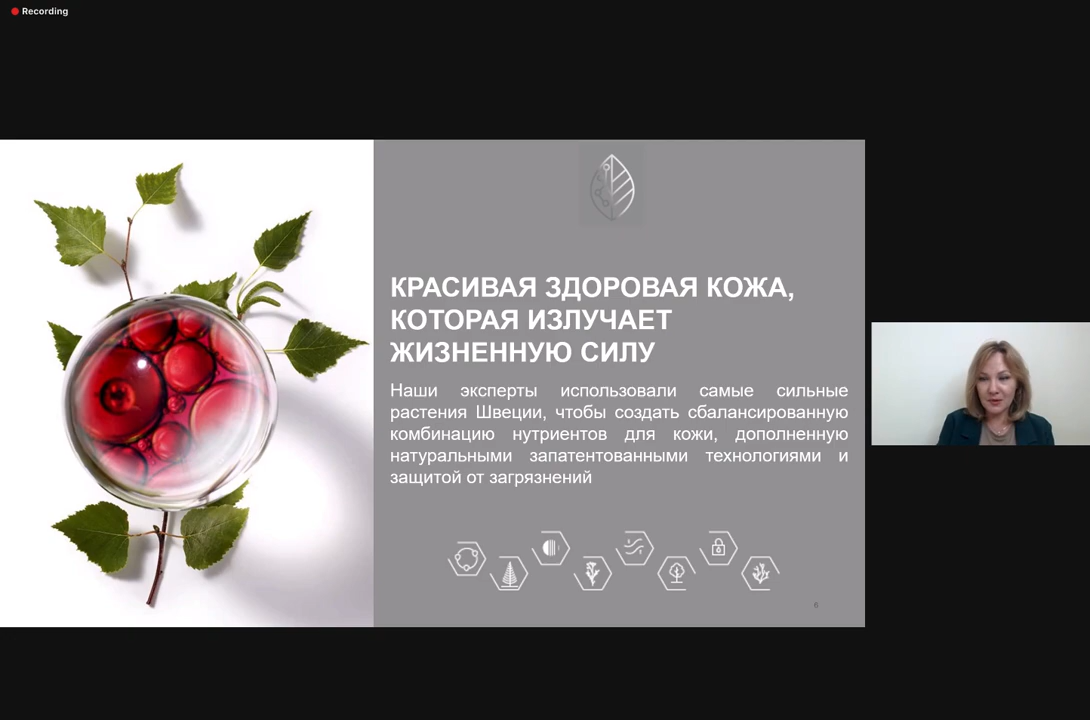 Recording
КРАСИВАЯ ЗДОРОВАЯ КОЖА,
КОТОРАЯ ИЗЛУЧАЕТ
ЖИЗНЕННУЮ СИЛУ
Наши эксперты использовали самые сильные
растения Швеции, чтобы создать сбалансированную
комбинацию нутриентов для кожи, дополненную
натуральными запатентованными технологиями и
защитой от загрязнений
6